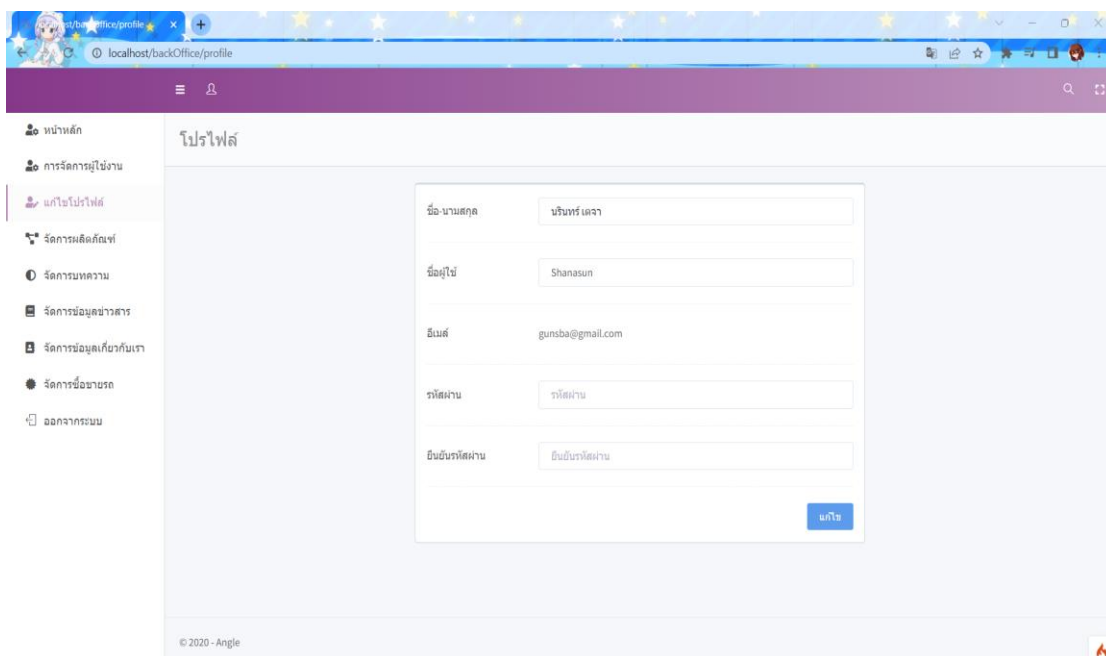 localhost/backOffice/profile
หน้าหลัก
การจัดการผู้ใช้งาน
แก้ไขโปรไฟล์
จัดการผลิตภัณฑ์
จัดการบทความ
จัดการข้อมูลข่าวสาร
จัดการข้อมูลเกี่ยวกับเรา
จัดการซื้อขายรถ
ออกจากระบบ
โปรไฟล์
ชื่อ-นามสกุล
นรินทร์ เดจา
ชื่อผู้ใช้
Shanasun
อีเมล์
gunsba@gmail.com
รหัสผ่าน
รหัสผ่าน
ยืนยันรหัสผ่าน
ยืนยันรหัสผ่าน
แก้ไข
© 2020 - Angle